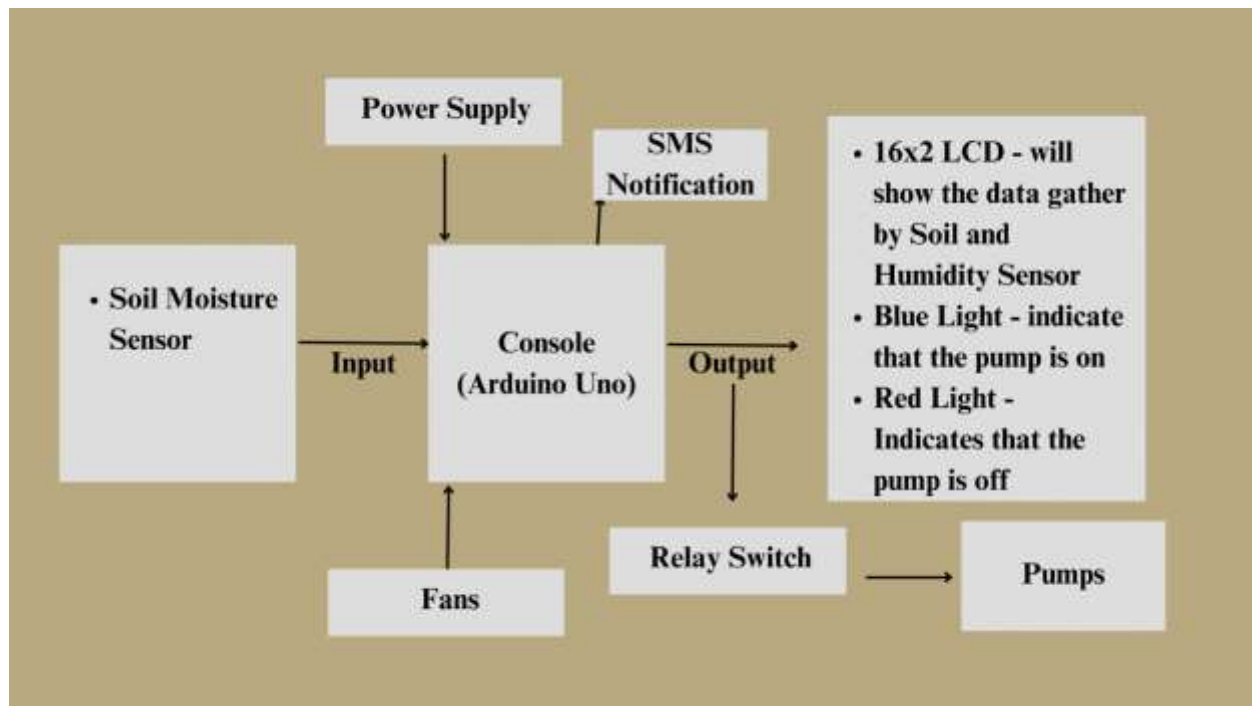 Power Supply
SMS
Notification
• Soil Moisture
Sensor
Input
Console
(Arduino Uno)
Output
• 16x2 LCD - will
show the data gather
by Soil and
Humidity Sensor
• Blue Light - indicate
that the pump is on
• Red Light -
Indicates that the
pump is off
Fans
Relay Switch
Pumps